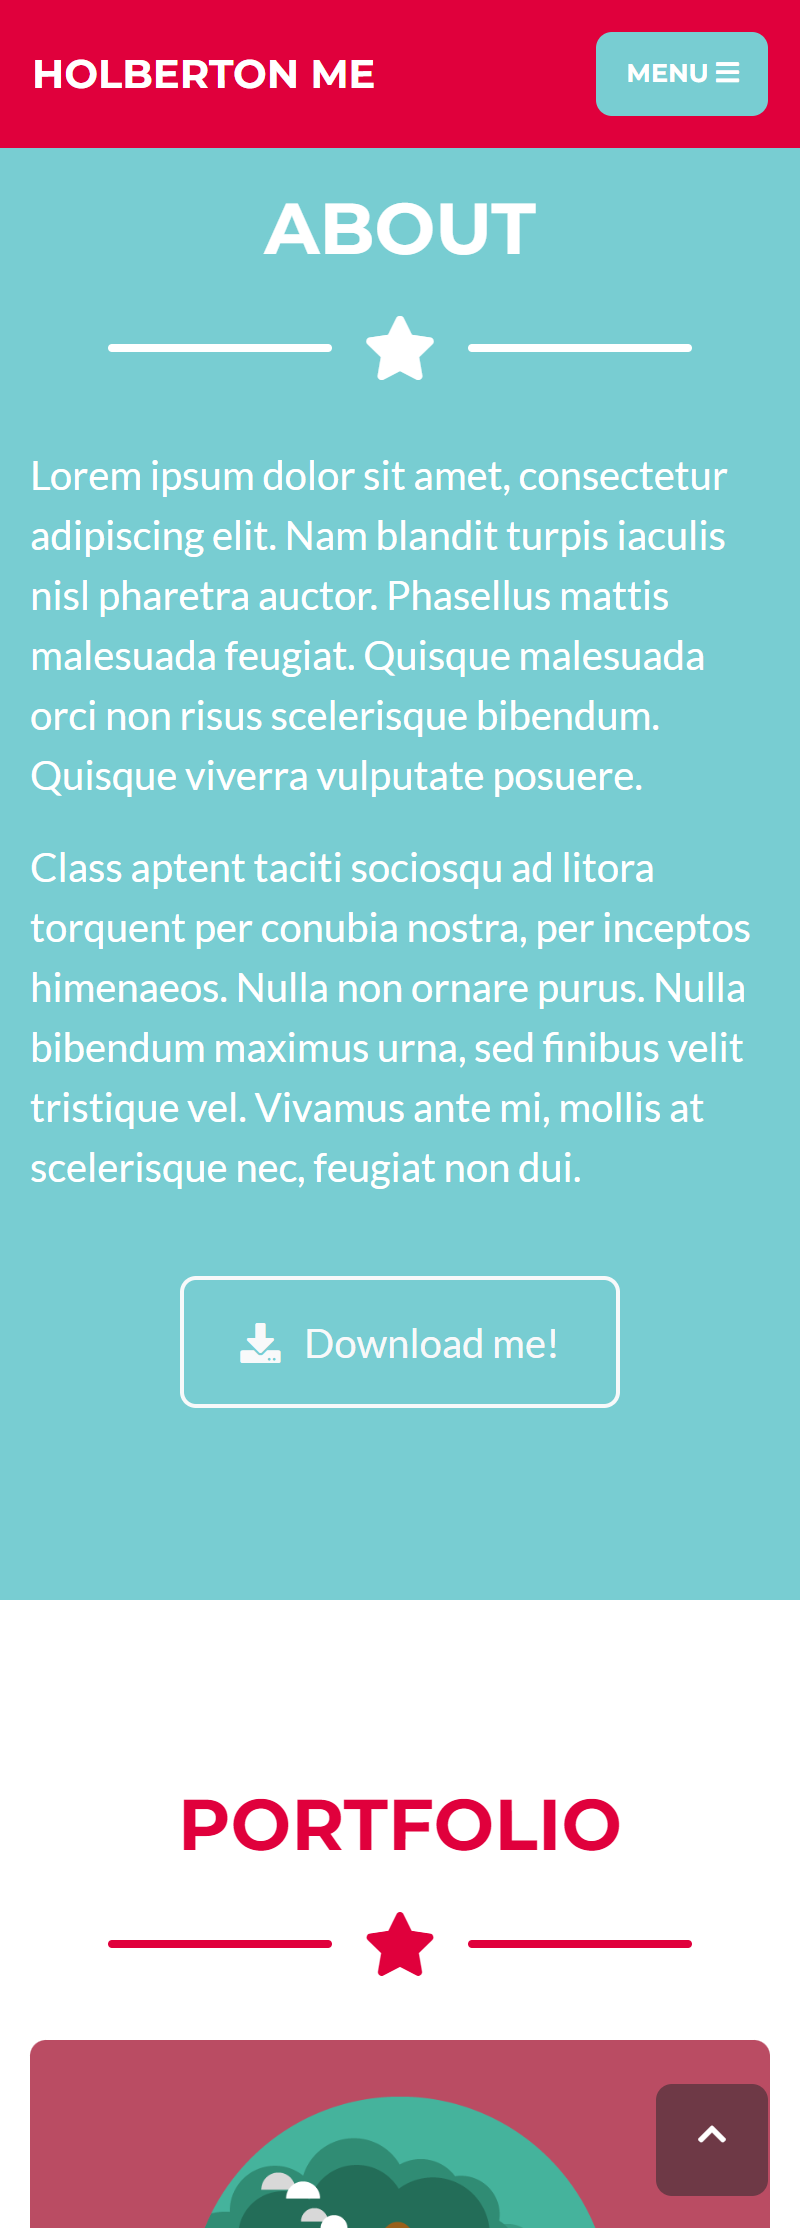 HOLBERTON ME
MENU
ABOUT
Lorem ipsum dolor sit amet, consectetur
adipiscing elit. Nam blandit turpis iaculis
nisl pharetra auctor. Phasellus mattis
malesuada feugiat. Quisque malesuada
orci non risus scelerisque bibendum.
Quisque viverra vulputate posuere.
Class aptent taciti sociosqu ad litora
torquent per conubia nostra, per inceptos
himenaeos. Nulla non ornare purus. Nulla
bibendum maximus urna, sed finibus velit
tristique vel. Vivamus ante mi, mollis at
scelerisque nec, feugiat non dui.
Download me!
PORTFOLIO